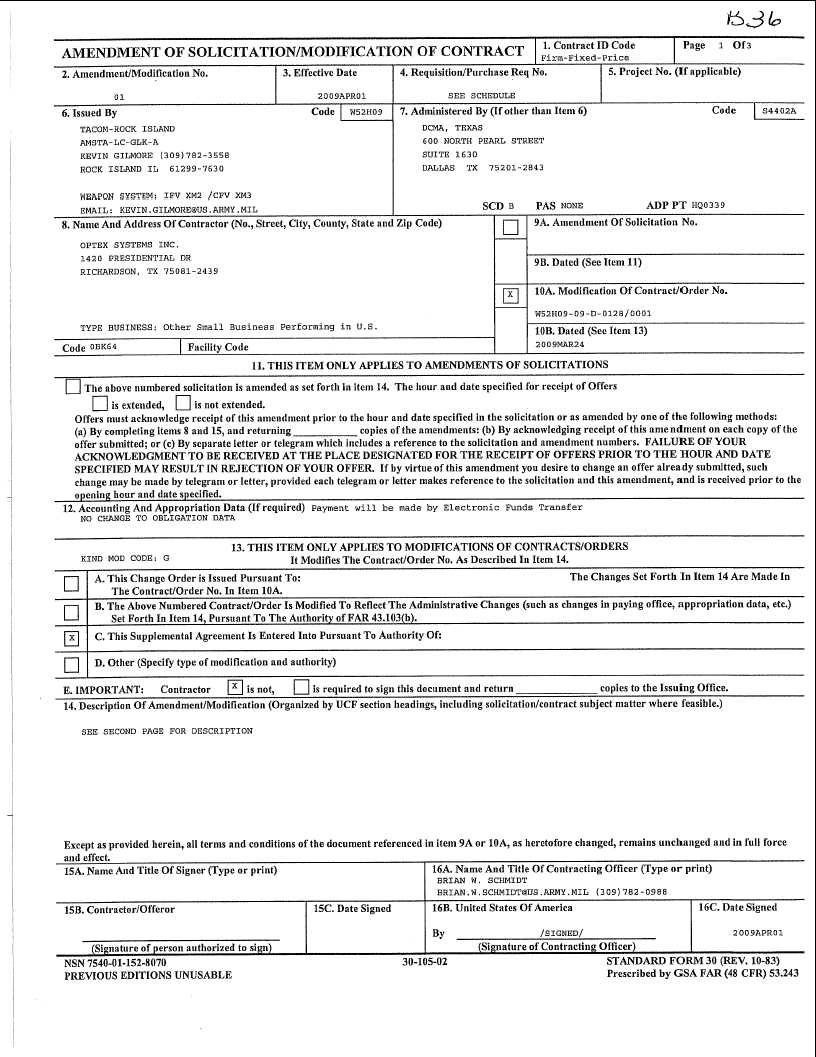 B36
AMENDMENT OF SOLICITATION/MODIFICATION OF CONTRACT
1. Contract ID Code
Firm-Fixed-Price
Page 1 Of 3
2. Amendment/Modification No.
01
3. Effective Date
2009APR01
4. Requisition/Purchase Req No.
SEE SCHEDULE
5. Project No. (If applicable)
6. Issued By
Code W52H09
TACOM-ROCK ISLAND
AMSTA-LC-GLK-A
KEVIN GILMORE (309)782-3558
ROCK ISLAND IL 61299-7630
WEAPON SYSTEM: IFV XM2 /CFV XM3
EMAIL: KEVIN.GILMORE@US.ARMY.MIL
7. Administered By (If other than Item 6)
Code S4402A
DCMA, TEXAS
600 NORTH PEARL STREET
SUITE 1630
DALLAS TX 75201-2843
SCD B PAS NONE ADP PT HQ0339
8. Name And Address Of Contractor (No., Street, City, County, State and Zip Code)
OPTEX SYSTEMS INC.
1420 PRESIDENTIAL DR
RICHARDSON, TX 75081-2439
TYPE BUSINESS: Other Small Business Performing in U.S.
Code 0BK64 Facility Code
9A. Amendment Of Solicitation No.
9B. Dated (See Item 11)
X
10A. Modification Of Contract/Order No.
W52H09-09-D-0128/0001
10B. Dated (See Item 13)
2009MAR24
11. THIS ITEM ONLY APPLIES TO AMENDMENTS OF SOLICITATIONS
The above numbered solicitation is amended as set forth in item 14. The hour and date specified for receipt of Offers
is extended, is not extended.
Offers must acknowledge receipt of this amendment prior to the hour and date specified in the solicitation or as amended by one of the following methods:
(a) By completing items 8 and 15, and returning ____________ copies of the amendments: (b) By acknowledging receipt of this amendment on each copy of the
offer submitted; or (c) By separate letter or telegram which includes a reference to the solicitation and amendment numbers. FAILURE OF YOUR
ACKNOWLEDGMENT TO BE RECEIVED AT THE PLACE DESIGNATED FOR THE RECEIPT OF OFFERS PRIOR TO THE HOUR AND DATE
SPECIFIED MAY RESULT IN REJECTION OF YOUR OFFER. If by virtue of this amendment you desire to change an offer already submitted, such
change may be made by telegram or letter, provided each telegram or letter makes reference to the solicitation and this amendment, and is received prior to the
opening hour and date specified.
12. Accounting And Appropriation Data (If required) Payment will be made by Electronic Funds Transfer
NO CHANGE TO OBLIGATION DATA
13. THIS ITEM ONLY APPLIES TO MODIFICATIONS OF CONTRACTS/ORDERS
KIND MOD CODE: G It Modifies The Contract/Order No. As Described In Item 14.
A. This Change Order is Issued Pursuant To: The Changes Set Forth In Item 14 Are Made In
The Contract/Order No. In Item 10A.
B. The Above Numbered Contract/Order Is Modified To Reflect The Administrative Changes (such as changes in paying office, appropriation data, etc.)
Set Forth In Item 14, Pursuant To The Authority of FAR 43.103(b).
X C. This Supplemental Agreement Is Entered Into Pursuant To Authority Of:
D. Other (Specify type of modification and authority)
E. IMPORTANT: Contractor X is not, is required to sign this document and return ______________ copies to the Issuing Office.
14. Description Of Amendment/Modification (Organized by UCF section headings, including solicitation/contract subject matter where feasible.)
SEE SECOND PAGE FOR DESCRIPTION
Except as provided herein, all terms and conditions of the document referenced in item 9A or 10A, as heretofore changed, remains unchanged and in full force
and effect.
15A. Name And Title Of Signer (Type or print)
16A. Name And Title Of Contracting Officer (Type or print)
BRIAN W. SCHMIDT
BRIAN.W.SCHMIDT@US.ARMY.MIL (309)782-0988
15B. Contractor/Offeror
(Signature of person authorized to sign)
15C. Date Signed
16B. United States Of America
By /SIGNED/
(Signature of Contracting Officer)
16C. Date Signed
2009APR01
NSN 7540-01-152-8070
PREVIOUS EDITIONS UNUSABLE
30-105-02
STANDARD FORM 30 (REV. 10-83)
Prescribed by GSA FAR (48 CFR) 53.243